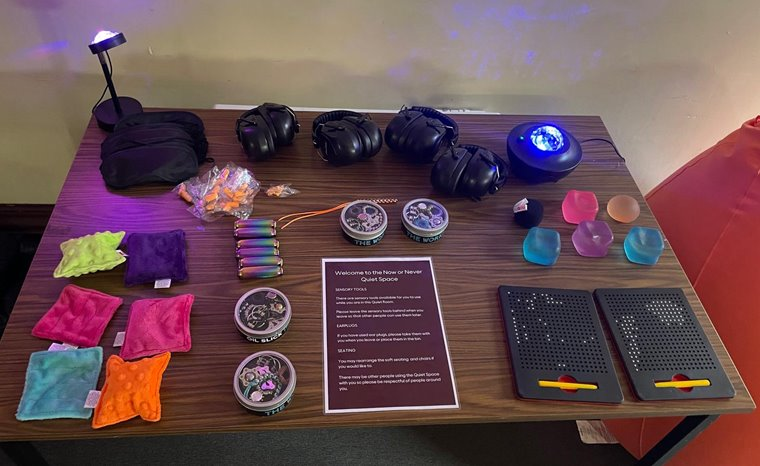 THE WOR
THE WOR
OIL SLICK
THE
Welcome to the Now or Never
Quiet Space
SENSORY TOOLS
There are sensory tools available for you to use
while you are in this Quiet Room.
Please leave the sensory tools behind when you
leave so that other people can use them later.
EARPLUGS
If you have used our plugs, please take them with
you when you leave or place them in the bin.
SEATING
You may rearrange the soft seating and chairs if
you would like to.
There may be other people using the Quiet Space
with you so please be respectful of people around
you.